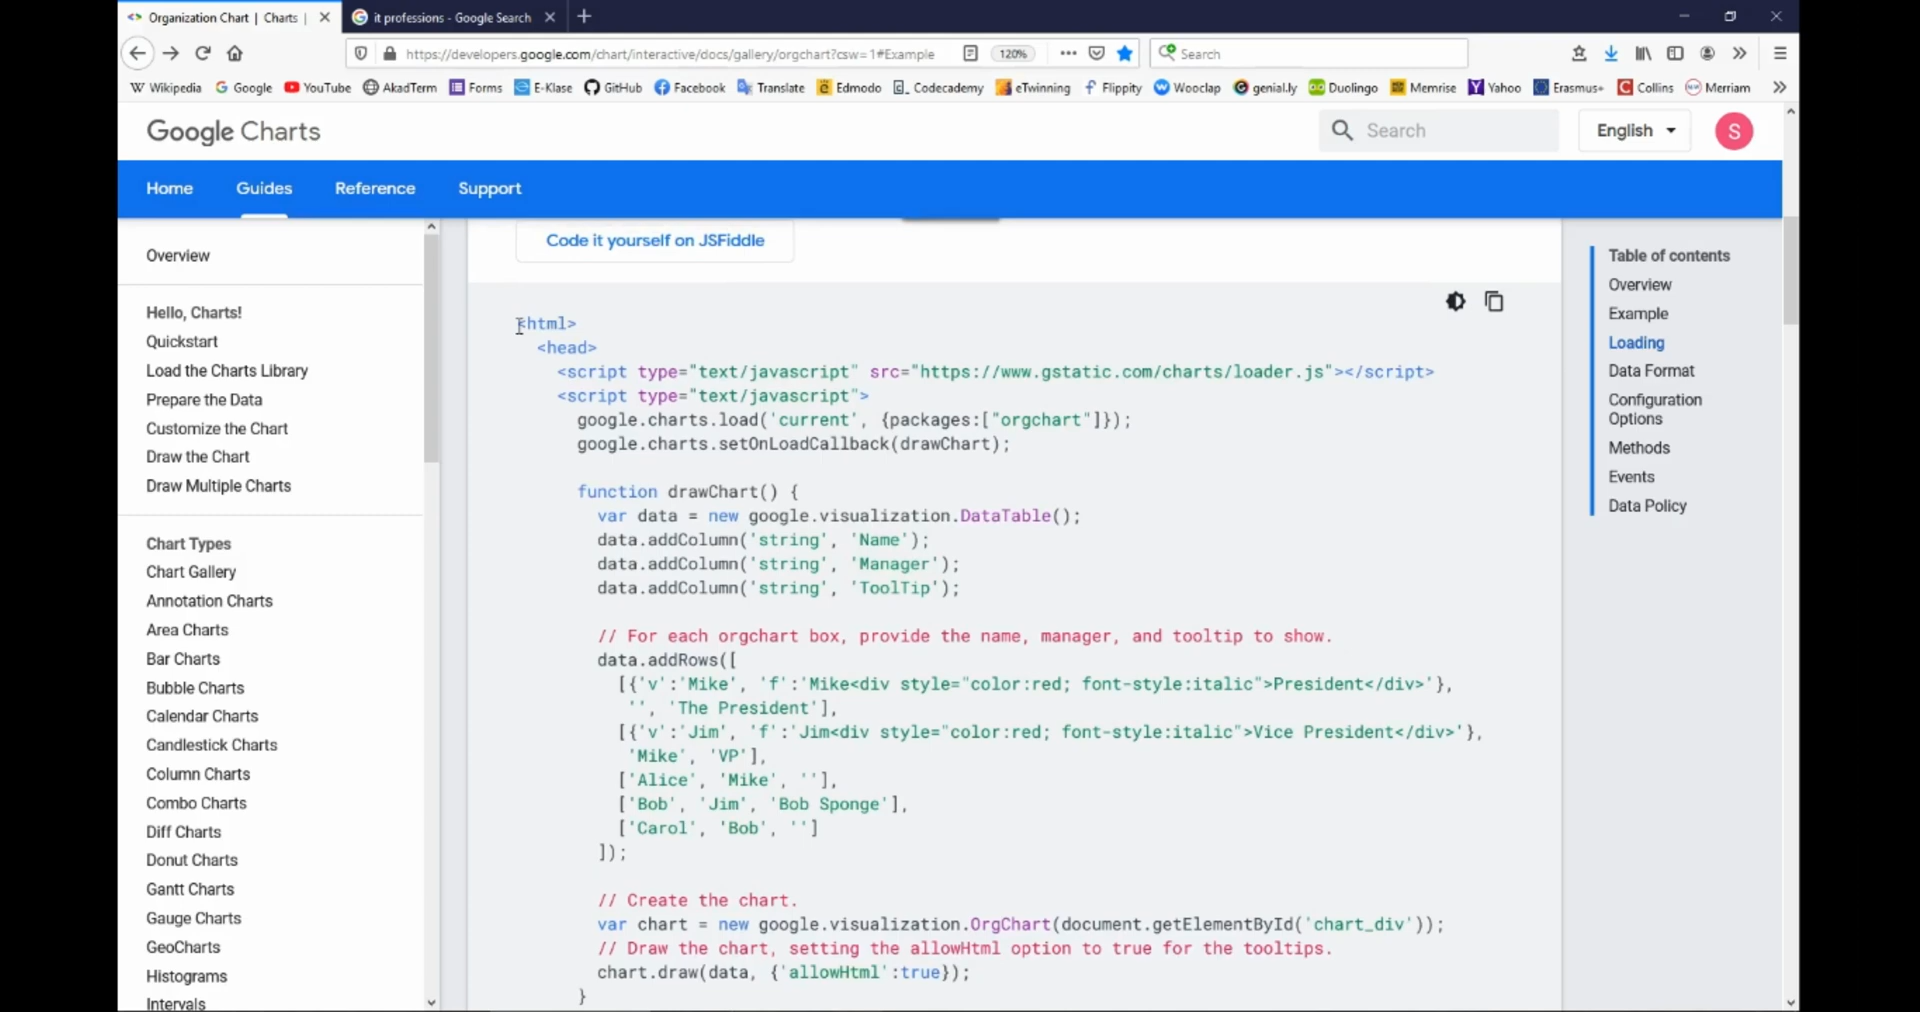 Organization Chart | Charts |
it professions - Google Search
https://developers.google.com/chart/interactive/docs/gallery/orgchart?csw=1#Example
120%
Search
Wikipedia Google YouTube AkadTerm Forms E-Klase GitHub Facebook Translate Edmodo Codecademy eTwinning Flippity Wooclap genial.ly Duolingo Memrise Yahoo Erasmus+ Collins Merriam
Google Charts
Search
English
S
Home Guides Reference Support
Overview
Hello, Charts!
Quickstart
Load the Charts Library
Prepare the Data
Customize the Chart
Draw the Chart
Draw Multiple Charts
Chart Types
Chart Gallery
Annotation Charts
Area Charts
Bar Charts
Bubble Charts
Calendar Charts
Candlestick Charts
Column Charts
Combo Charts
Diff Charts
Donut Charts
Gantt Charts
Gauge Charts
GeoCharts
Histograms
Intervals
Code it yourself on JSFiddle
<html>
<head>
<script type="text/javascript" src="https://www.gstatic.com/charts/loader.js"></script>
<script type="text/javascript">
google.charts.load('current', {packages:["orgchart"]});
google.charts.setOnLoadCallback(drawChart);
function drawChart() {
var data = new google.visualization.DataTable();
data.addColumn('string', 'Name');
data.addColumn('string', 'Manager');
data.addColumn('string', 'ToolTip');
// For each orgchart box, provide the name, manager, and tooltip to show.
data.addRows([
[{'v':'Mike', 'f':'Mike<div style="color:red; font-style:italic">President</div>'},
'', 'The President'],
[{'v':'Jim', 'f':'Jim<div style="color:red; font-style:italic">Vice President</div>'},
'Mike', 'VP'],
['Alice', 'Mike', ''],
['Bob', 'Jim', 'Bob Sponge'],
['Carol', 'Bob', '']
]);
// Create the chart.
var chart = new google.visualization.OrgChart(document.getElementById('chart_div'));
// Draw the chart, setting the allowHtml option to true for the tooltips.
chart.draw(data, {'allowHtml':true});
}
Table of contents
Overview
Example
Loading
Data Format
Configuration
Options
Methods
Events
Data Policy